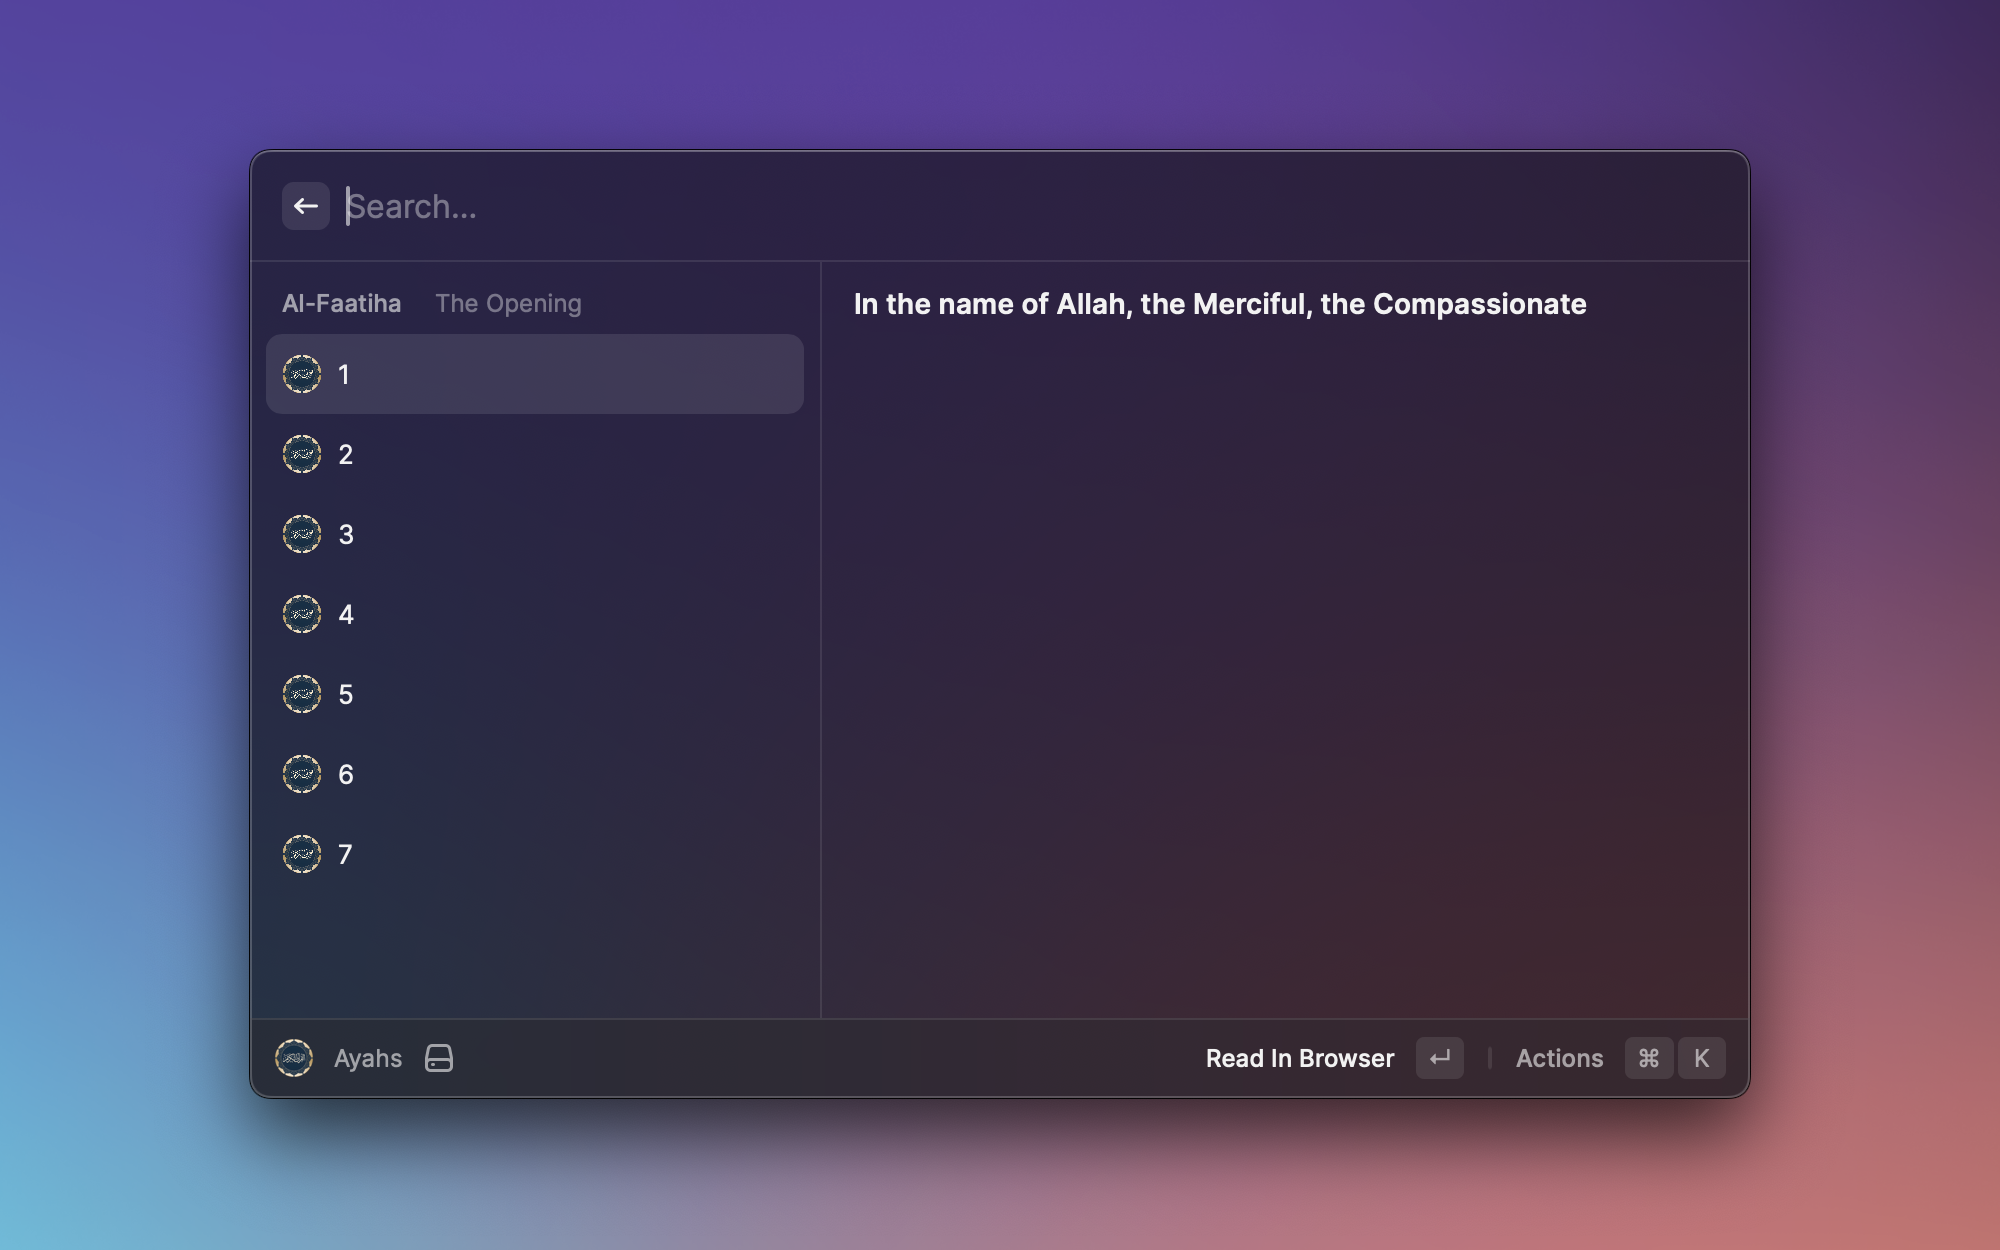 Search...
Al-Faatiha The Opening
1
2
3
4
5
6
7
In the name of Allah, the Merciful, the Compassionate
Ayahs
Read In Browser
Actions ⌘ K